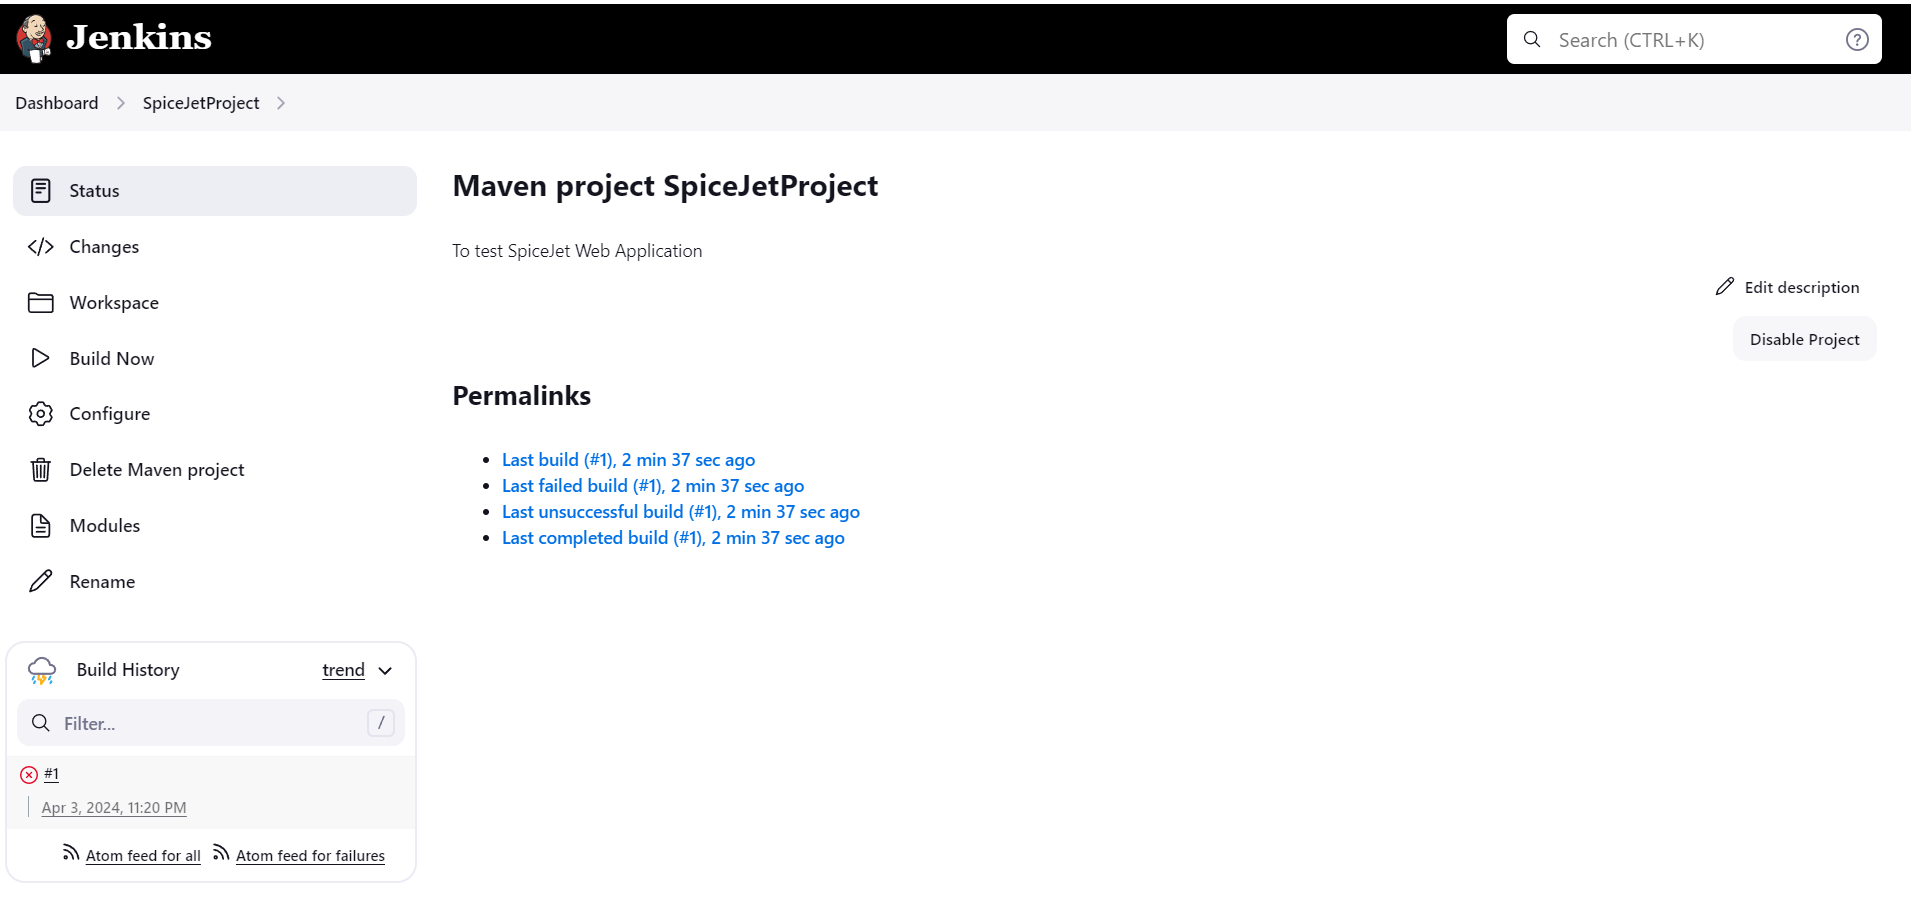 Jenkins
Search (CTRL+K)
Dashboard
SpiceJetProject
Status
Changes
Workspace
Build Now
Configure
Delete Maven project
Modules
Rename
Build History
trend
Filter...
/
#1
Apr 3, 2024, 11:20 PM
Atom feed for all
Atom feed for failures
Maven project SpiceJetProject
To test SpiceJet Web Application
Edit description
Disable Project
Permalinks
Last build (#1), 2 min 37 sec ago
Last failed build (#1), 2 min 37 sec ago
Last unsuccessful build (#1), 2 min 37 sec ago
Last completed build (#1), 2 min 37 sec ago